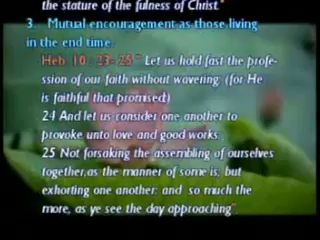 the stature of the fulness of Christ."
3. Mutual encouragement as those living
in the end time.
Heb. 10 : 23- 25 " Let us hold fast the profe-
ssion of our faith without wavering; (for He
is faithful that promised;)
24 And let us consider one another to
provoke unto love and good works:
25 Not forsaking the assembling of ourselves
together,as the manner of some is; but
exhorting one another: and so much the
more, as ye see the day approaching"